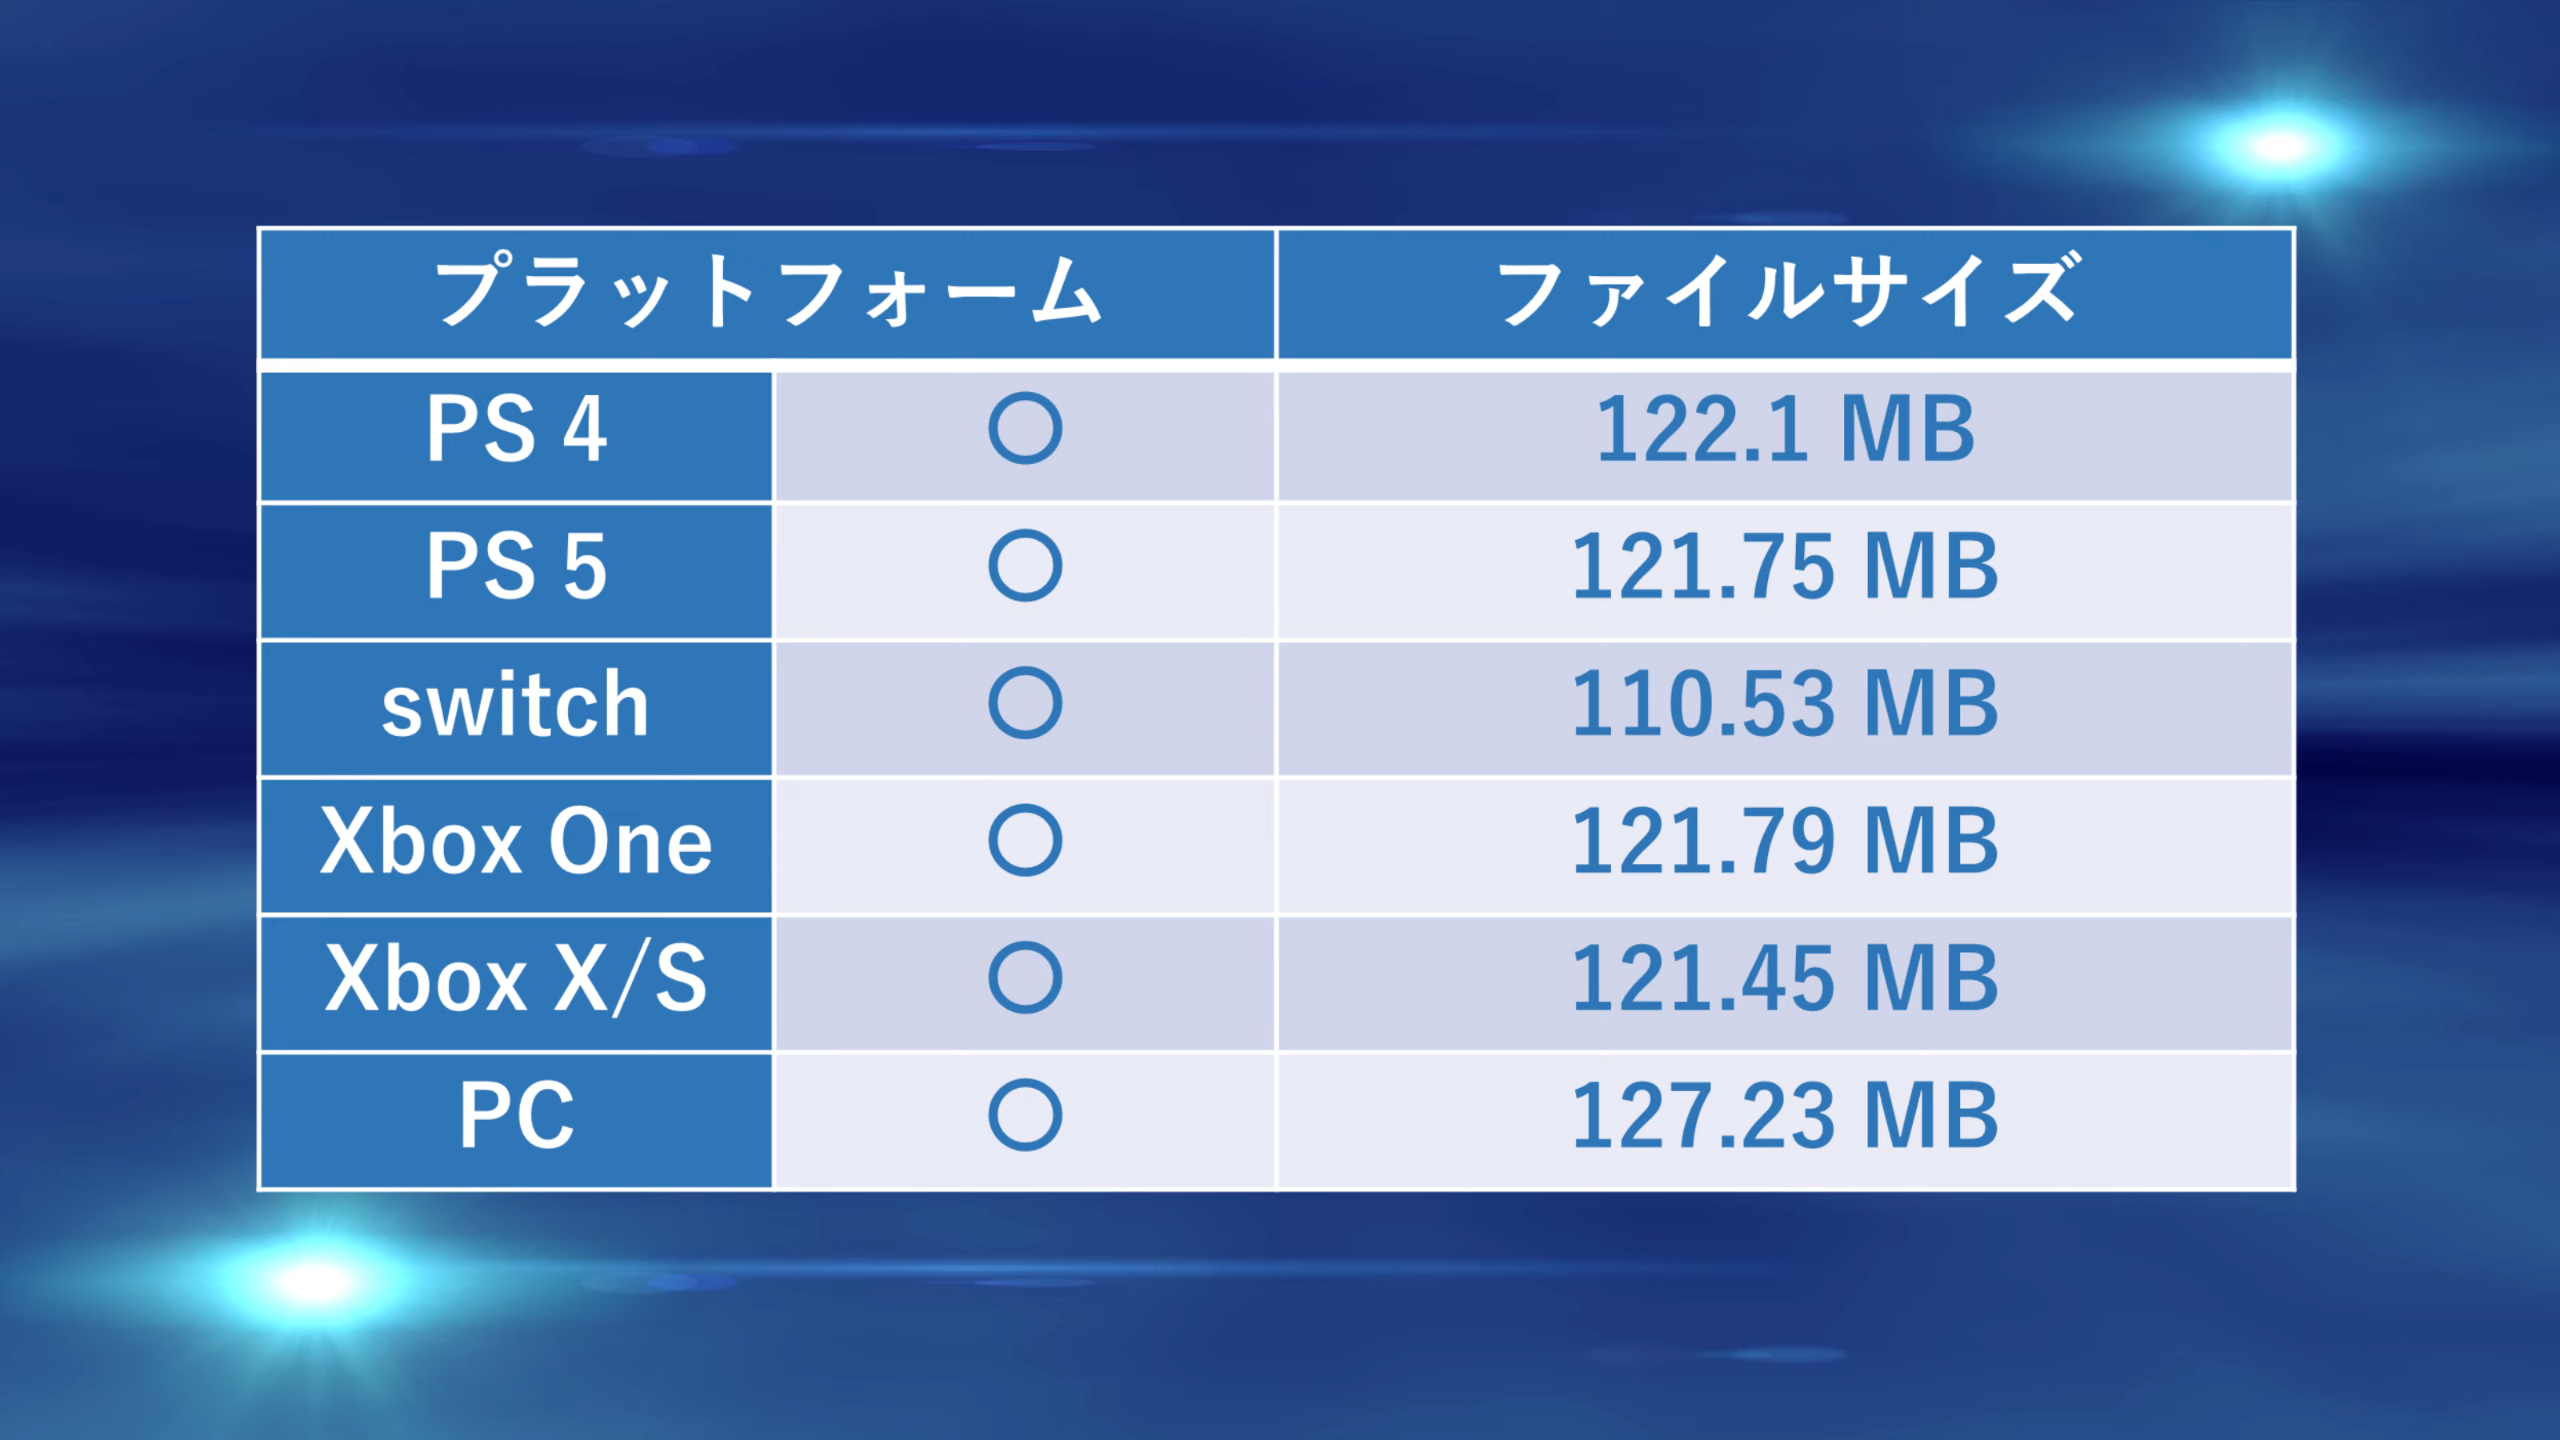 プラットフォーム ファイルサイズ
PS 4 〇 122.1 MB
PS 5 〇 121.75 MB
switch 〇 110.53 MB
Xbox One 〇 121.79 MB
Xbox X/S 〇 121.45 MB
PC 〇 127.23 MB